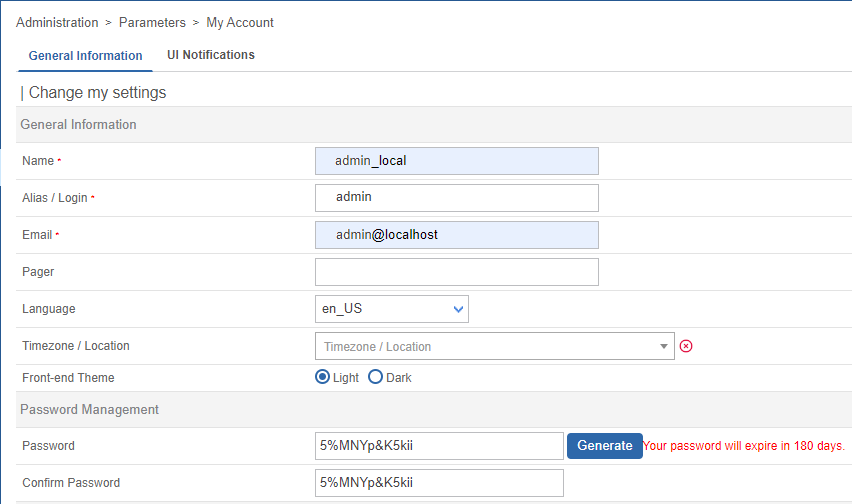 Administration > Parameters > My Account
General Information UI Notifications
Change my settings
General Information
Name * admin_local
Alias / Login * admin
Email * admin@localhost
Pager
Language en_US
Timezone / Location Timezone / Location
Front-end Theme Light Dark
Password Management
Password 5%MNYp&K5kii Generate Your password will expire in 180 days.
Confirm Password 5%MNYp&K5kii